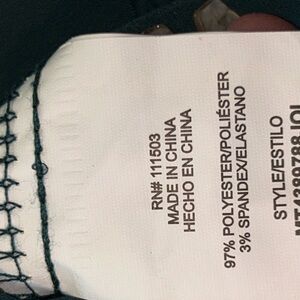 RN# 111503
MADE IN CHINA
HECHO EN CHINA
97% POLYESTER/POLIÉSTER
3% SPANDEX/ELASTANO
STYLE/ESTILO